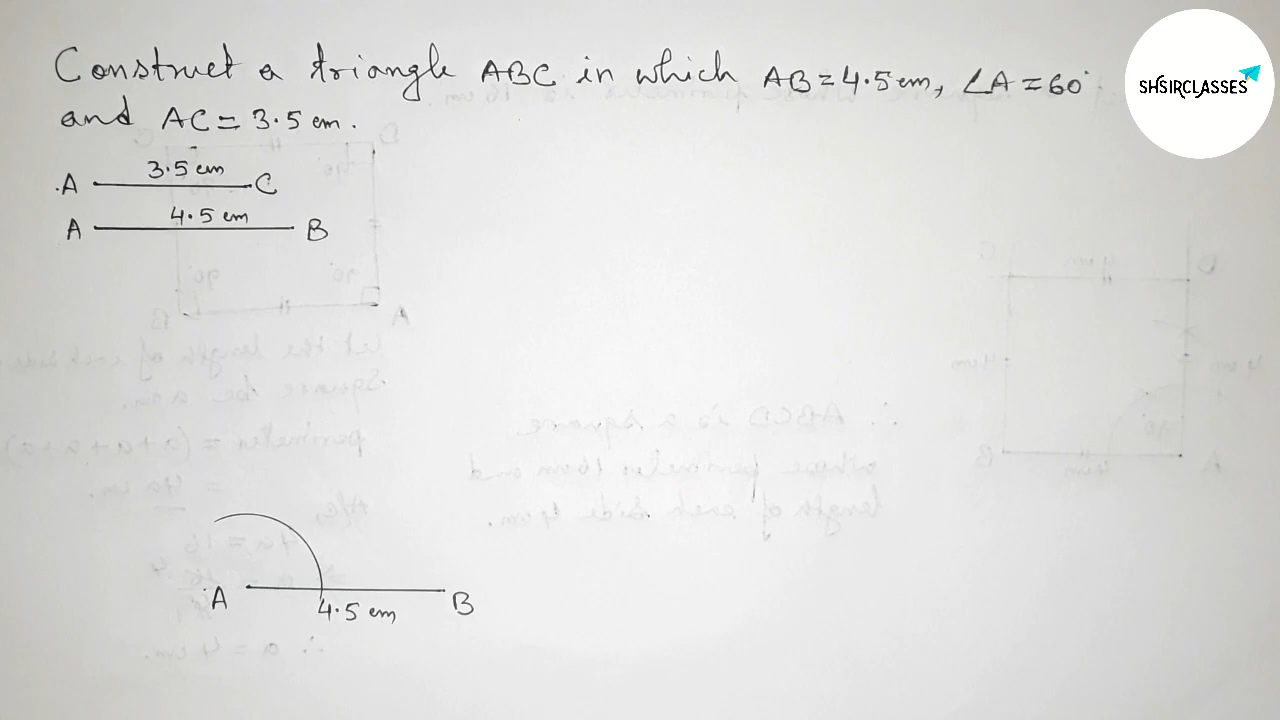 Construct a triangle ABC in which AB = 4.5 cm, ∠A = 60°
and AC = 3.5 cm.
SHSIRCLASSES
3.5 cm
A C
4.5 cm
A B
A B
4.5 cm